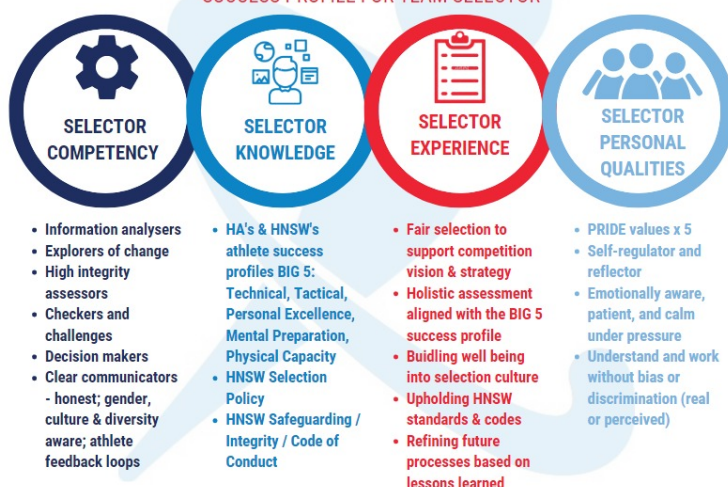 SUCCESS PROFILE FOR TEAM SELECTOR
SELECTOR
COMPETENCY
SELECTOR
KNOWLEDGE
SELECTOR
EXPERIENCE
SELECTOR
PERSONAL
QUALITIES
• Information analysers
• Explorers of change
• High integrity
assessors
• Checkers and
challenges
• Decision makers
• Clear communicators
- honest; gender,
culture & diversity
aware; athlete
feedback loops
• HA's & HNSW's
athlete success
profiles BIG 5:
Technical, Tactical,
Personal Excellence,
Mental Preparation,
Physical Capacity
• HNSW Selection
Policy
• HNSW Safeguarding /
Integrity / Code of
Conduct
• Fair selection to
support competition
vision & strategy
• Holistic assessment
aligned with the BIG 5
success profile
• Buidling well being
into selection culture
• Upholding HNSW
standards & codes
• Refining future
processes based on
lessons learned
• PRIDE values x 5
• Self-regulator and
reflector
• Emotionally aware,
patient, and calm
under pressure
• Understand and work
without bias or
discrimination (real
or perceived)